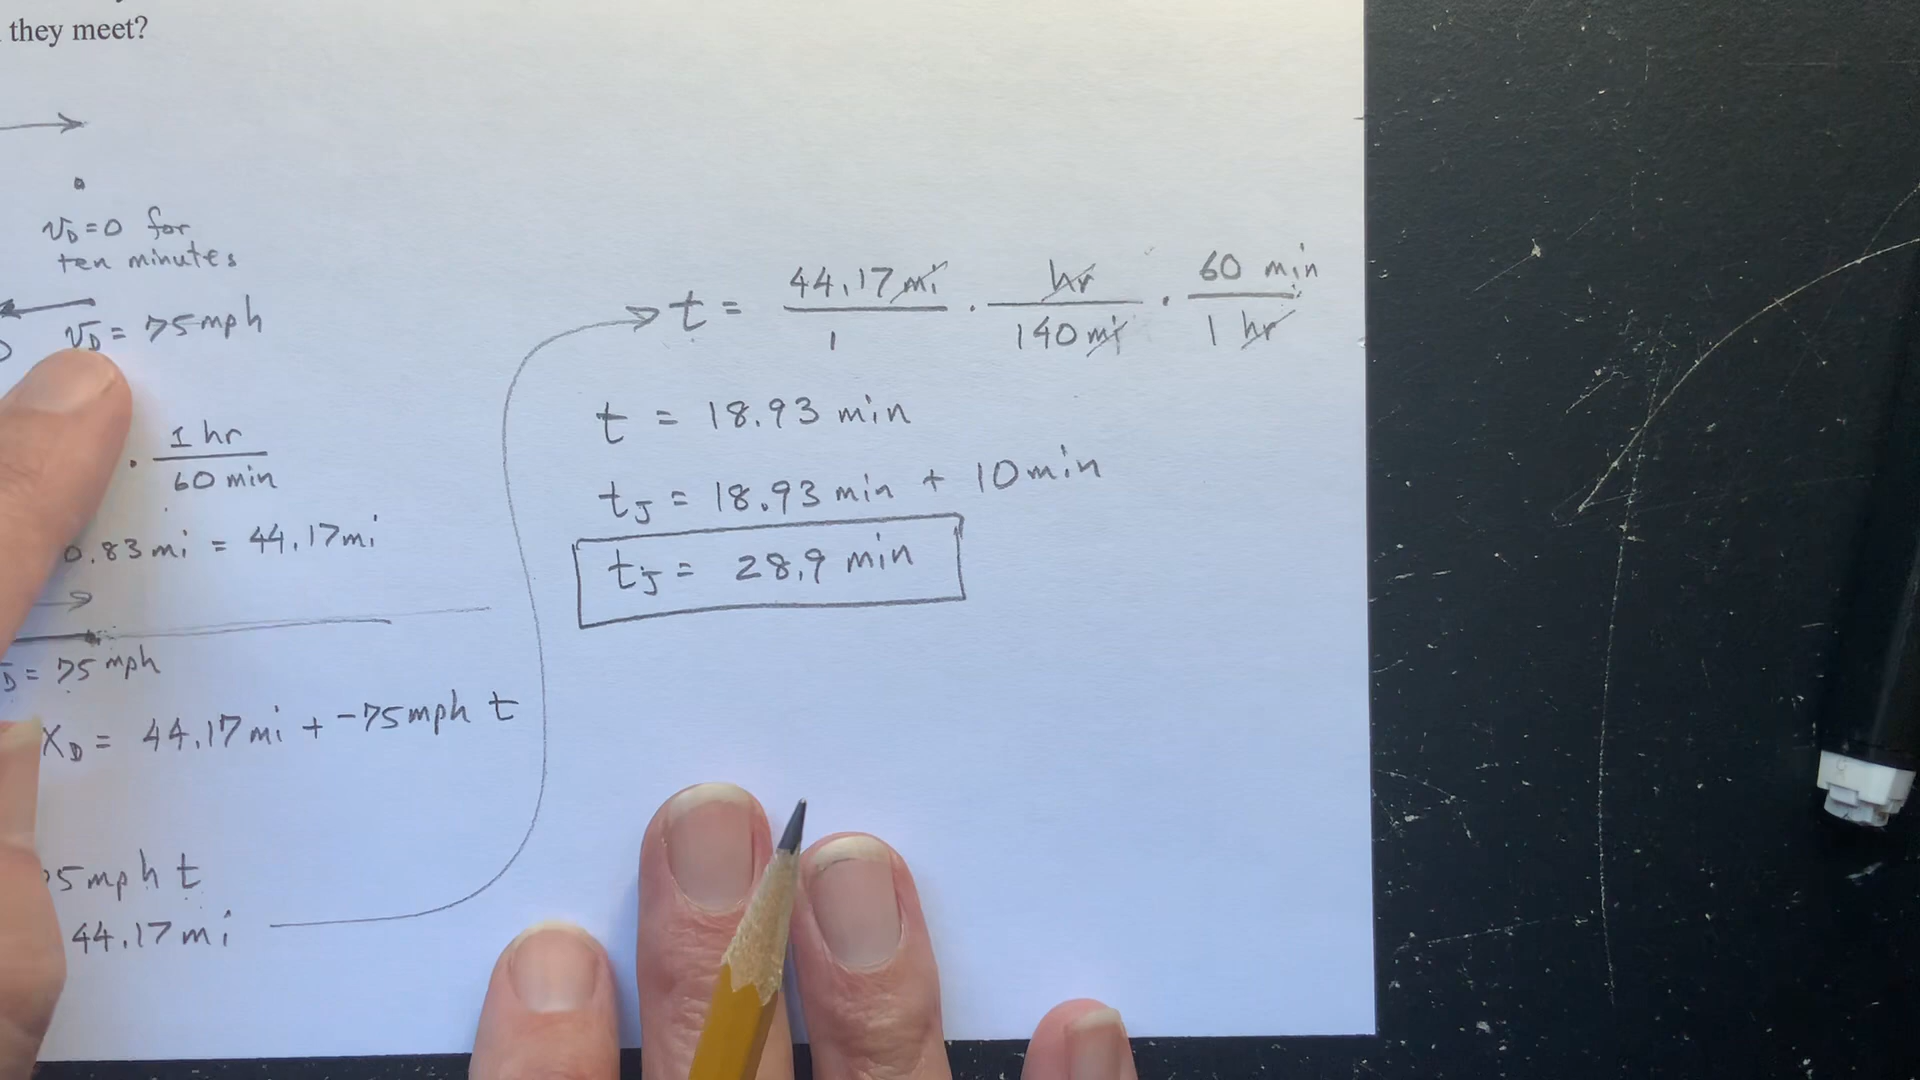 they meet?
v_D = 0 for
ten minutes
v_D = 75 mph
· 1 hr / 60 min
0.83 mi = 44.17 mi
D = 75 mph
x_D = 44.17 mi + -75 mph t
5 mph t
44.17 mi
t = 44.17 mi / 1 · hr / 140 mi · 60 min / 1 hr
t = 18.93 min
t_J = 18.93 min + 10 min
t_J = 28.9 min